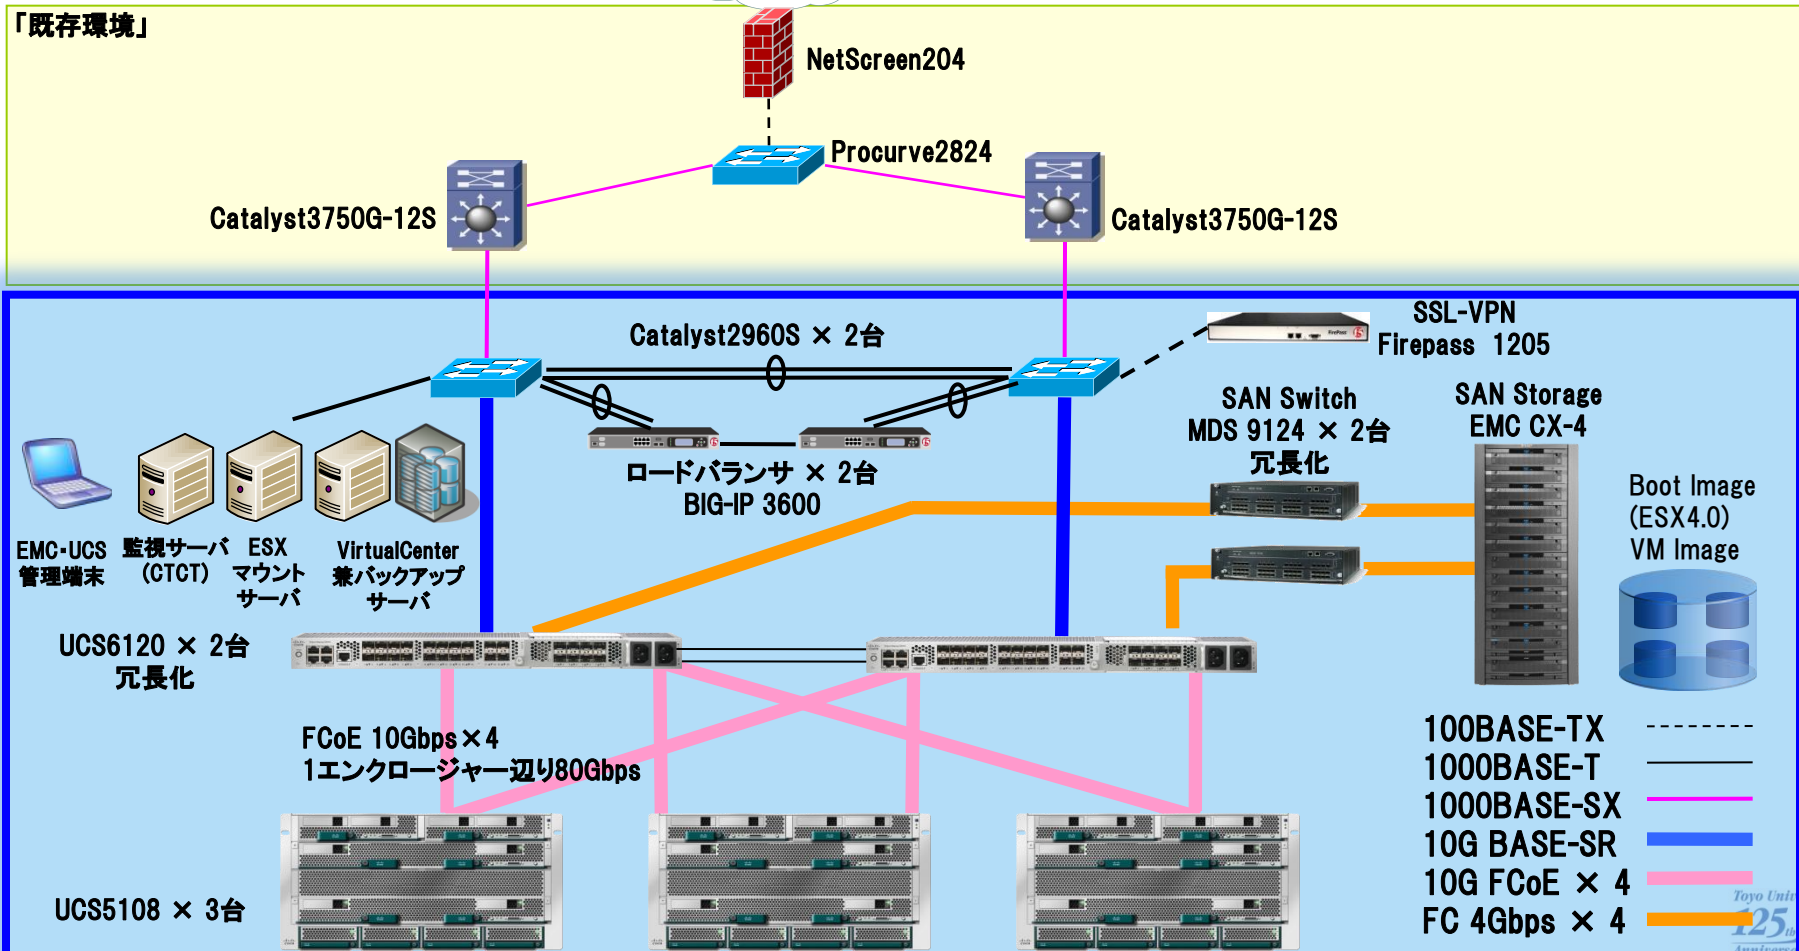 「既存環境」
NetScreen204
Procurve2824
Catalyst3750G-12S
Catalyst3750G-12S
Catalyst2960S × 2台
SSL-VPN
Firepass 1205
FirePass
SAN Switch
MDS 9124 × 2台
冗長化
SAN Storage
EMC CX-4
ロードバランサ × 2台
BIG-IP 3600
Boot Image
(ESX4.0)
VM Image
EMC・UCS
管理端末
監視サーバ
(CTCT)
ESX
マウント
サーバ
VirtualCenter
兼バックアップ
サーバ
UCS6120 × 2台
冗長化
FCoE 10Gbps×4
1エンクロージャー辺り80Gbps
UCS5108 × 3台
100BASE-TX
1000BASE-T
1000BASE-SX
10G BASE-SR
10G FCoE × 4
FC 4Gbps × 4
Toyo Univ
125th
Anniversa